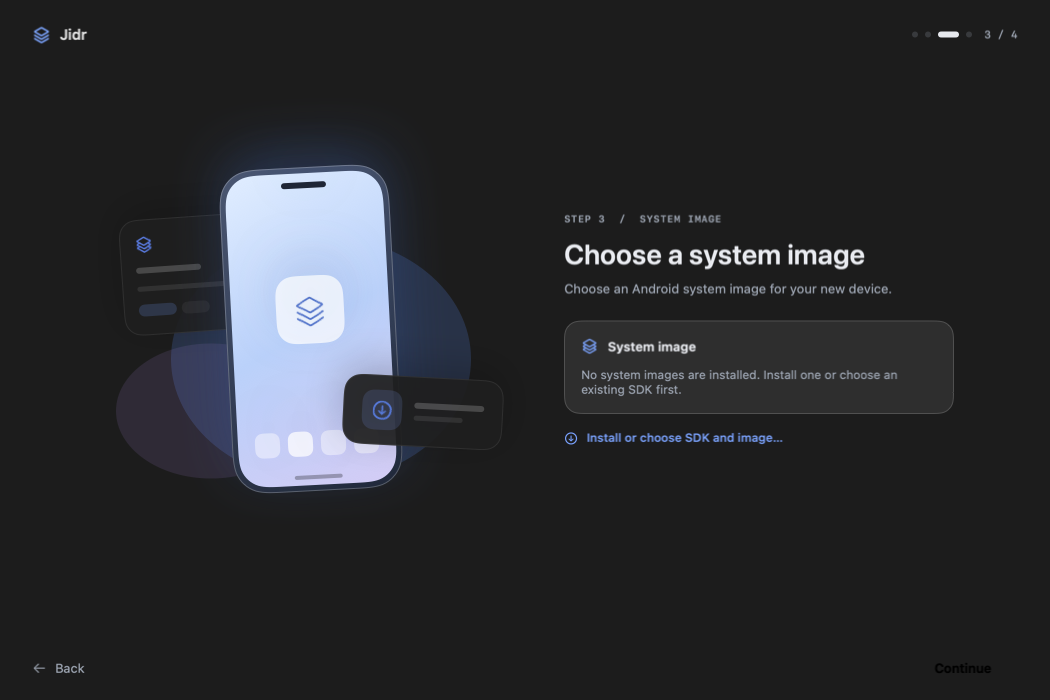 Jidr
3 / 4
STEP 3 / SYSTEM IMAGE
Choose a system image
Choose an Android system image for your new device.
System image
No system images are installed. Install one or choose an
existing SDK first.
Install or choose SDK and image...
Back
Continue